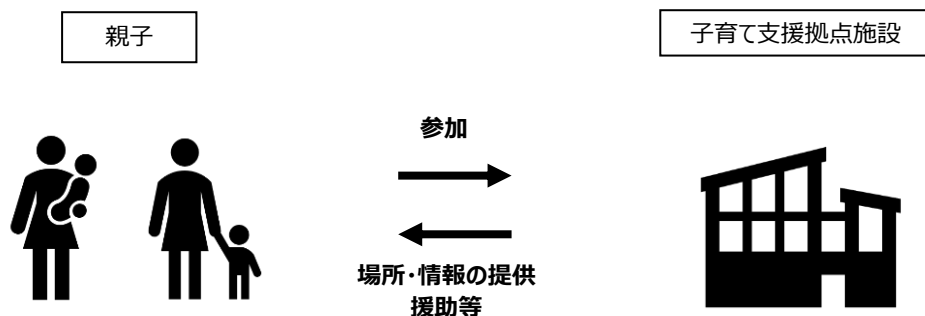 親子
子育て支援拠点施設
参加
場所・情報の提供
援助等